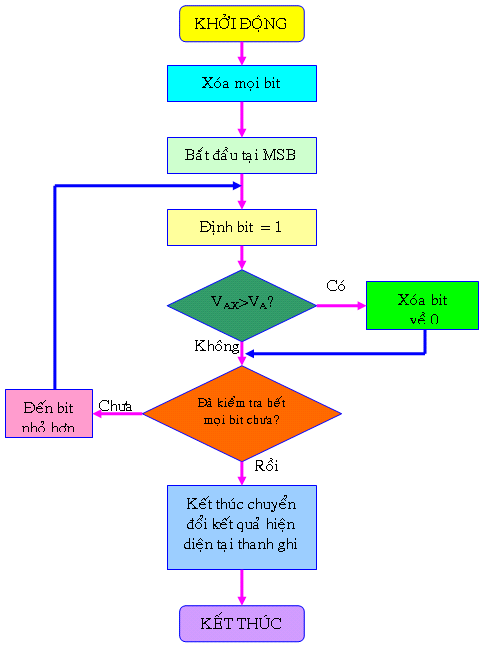 KHỞI ĐỘNG
Xóa mọi bit
Bắt đầu tại MSB
Định bit = 1
V_AX>V_A?
Có
Xóa bit
về 0
Không
Đã kiểm tra hết
mọi bit chưa?
Chưa
Đến bit
nhỏ hơn
Rồi
Kết thúc chuyển
đổi kết quả hiện
diện tại thanh ghi
KẾT THÚC